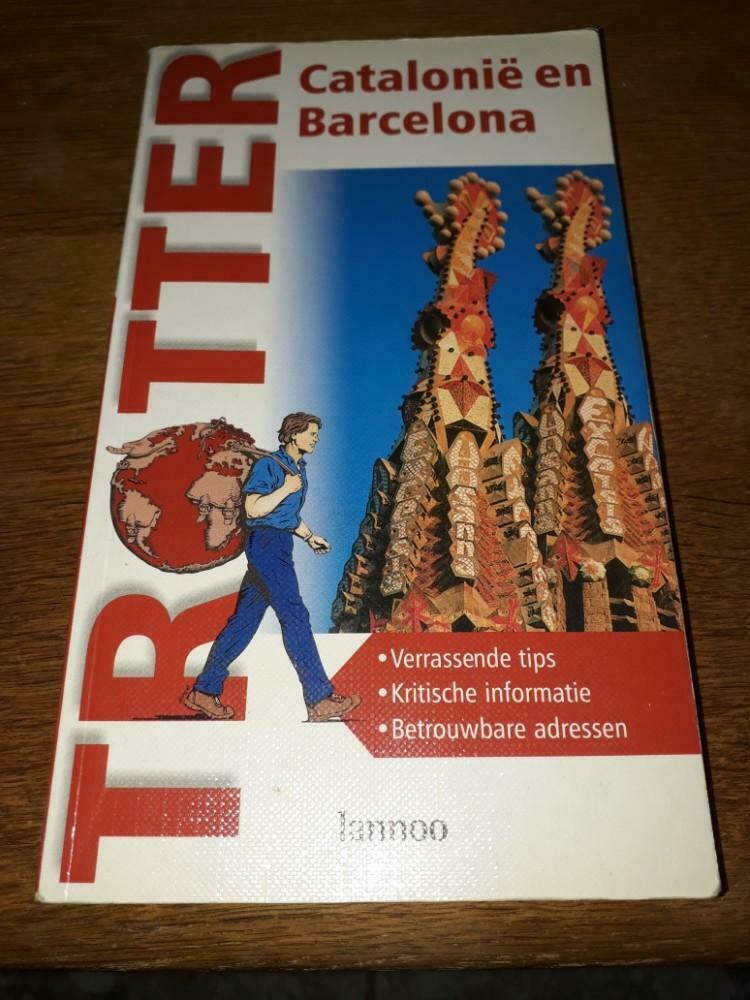 TROTTER
Catalonië en
Barcelona
• Verrassende tips
• Kritische informatie
• Betrouwbare adressen
lannoo